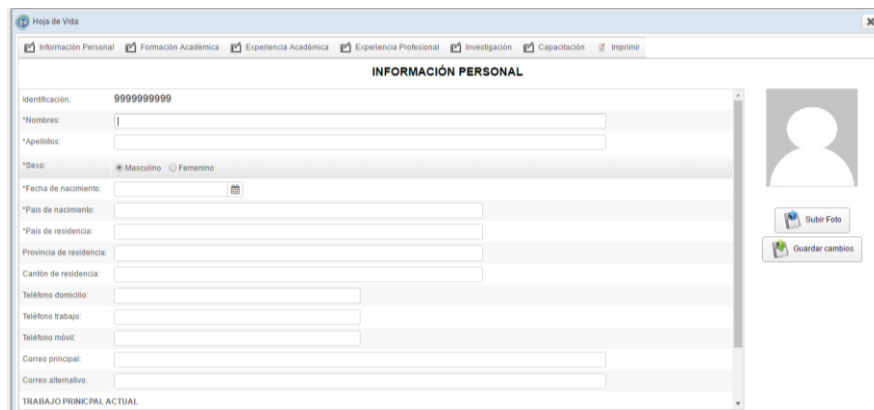 Hoja de Vida
Información Personal Formación Académica Experiencia Académica Experiencia Profesional Investigación Capacitación Imprimir
INFORMACIÓN PERSONAL
Identificación: 9999999999
*Nombres:
*Apellidos:
*Sexo: Masculino Femenino
*Fecha de nacimiento:
*País de nacimiento:
*País de residencia:
Provincia de residencia:
Cantón de residencia:
Teléfono domicilio:
Teléfono trabajo:
Teléfono móvil:
Correo principal:
Correo alternativo:
TRABAJO PRINICPAL ACTUAL
Subir Foto
Guardar cambios